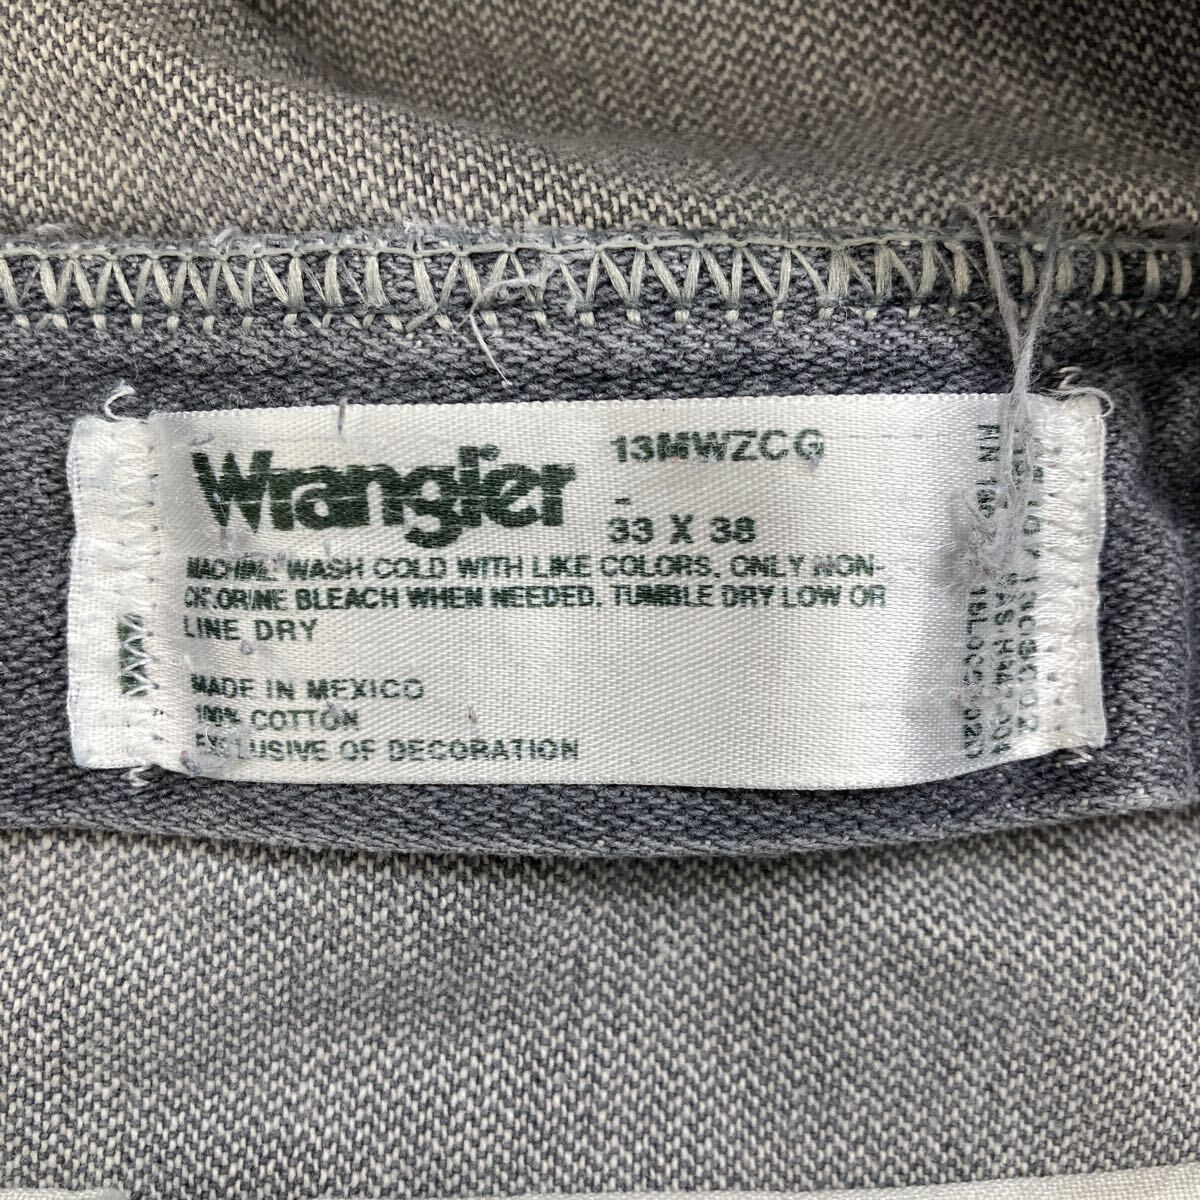 Wrangler
13MWZCG
-
33 X 38
MACHINE WASH COLD WITH LIKE COLORS. ONLY NON-
CHLORINE BLEACH WHEN NEEDED. TUMBLE DRY LOW OR
LINE DRY
MADE IN MEXICO
100% COTTON
EXCLUSIVE OF DECORATION
W
RN